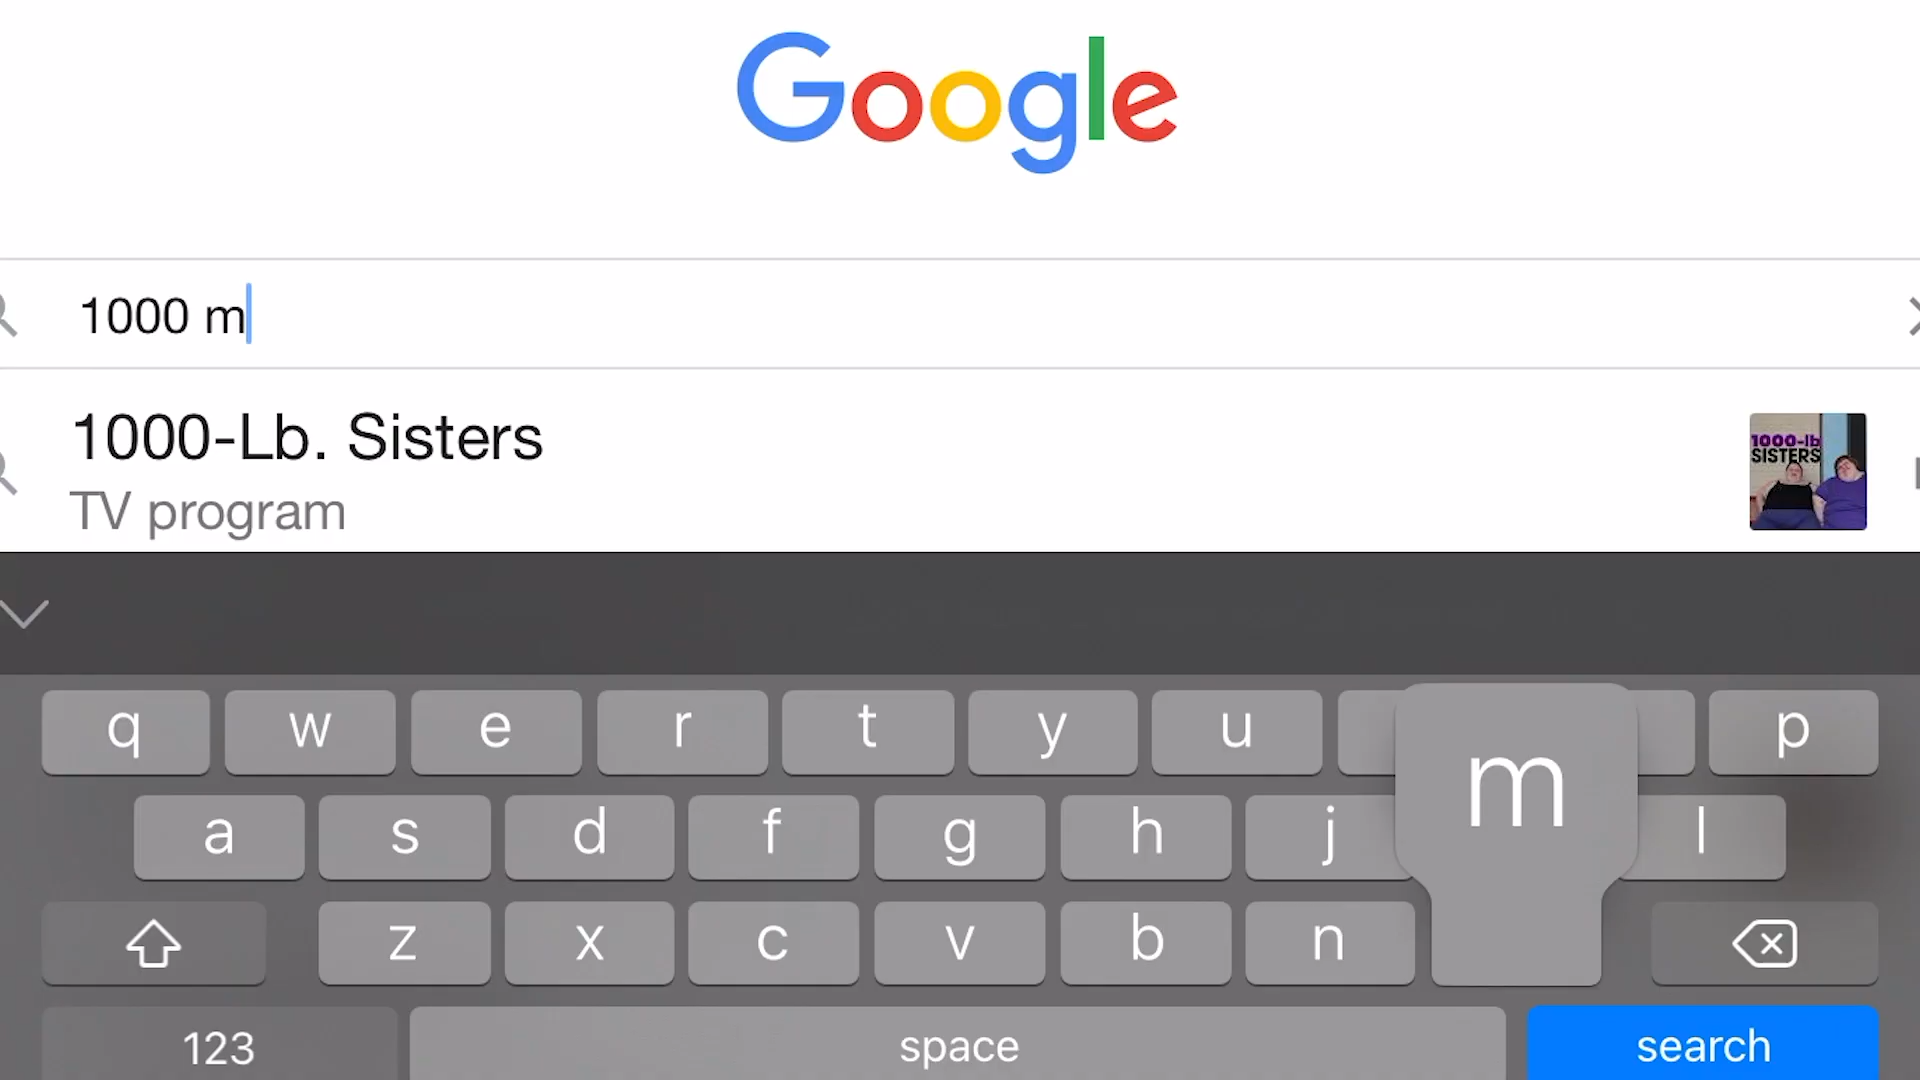 Google
1000 m
1000-Lb. Sisters
TV program
1000-lb
SISTERS
q w e r t y u p
a s d f g h j l
m
z x c v b n
123 space search